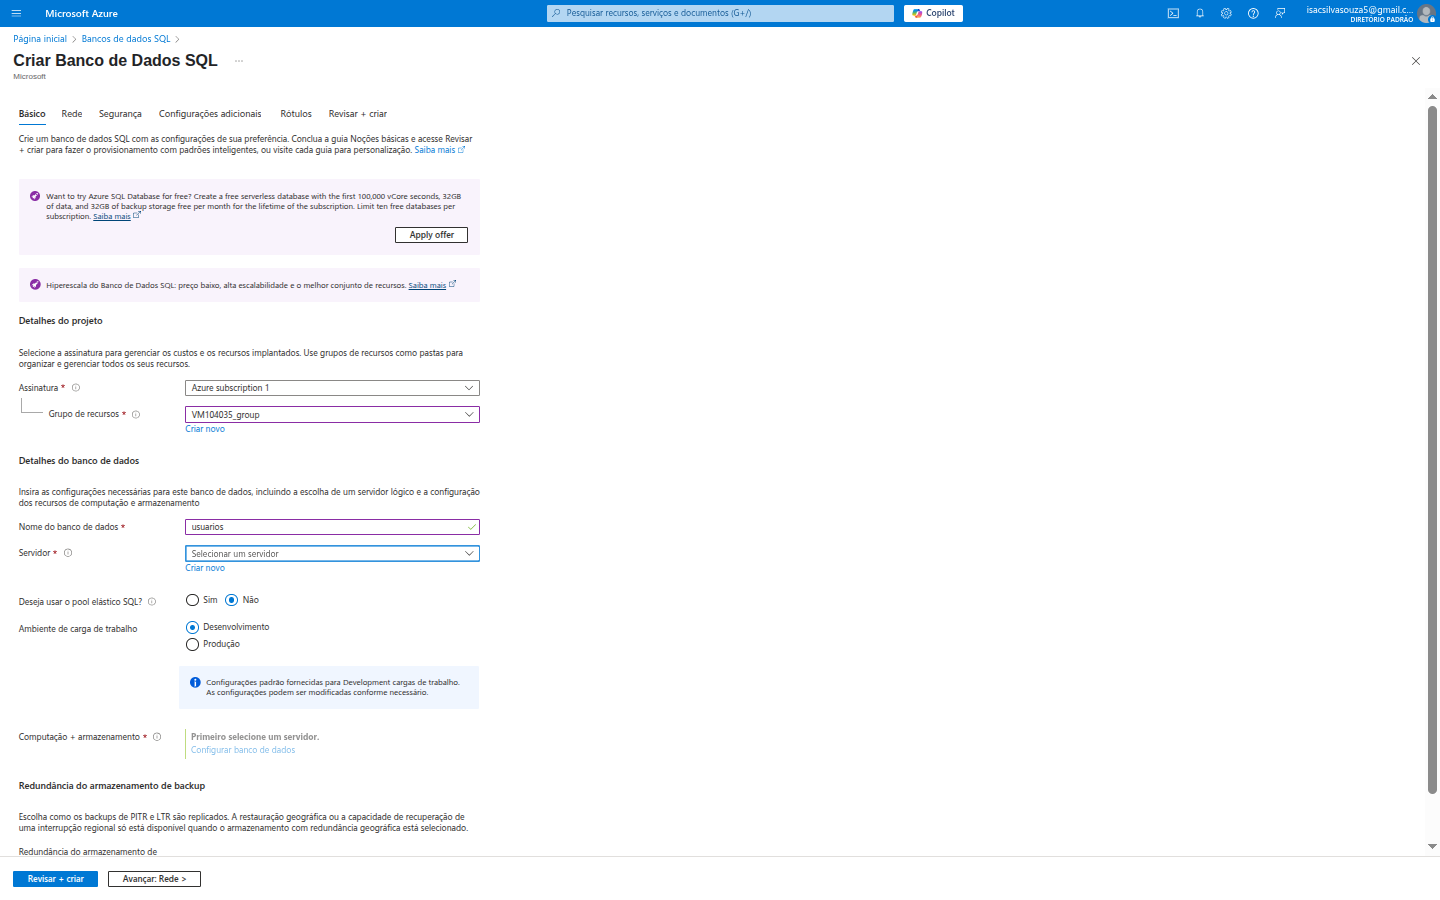 Microsoft Azure
Pesquisar recursos, serviços e documentos (G+/)
Copilot
isacsilvasouza5@gmail.c...
DIRETÓRIO PADRÃO
Página inicial > Bancos de dados SQL >
Criar Banco de Dados SQL ...
Microsoft
Básico Rede Segurança Configurações adicionais Rótulos Revisar + criar
Crie um banco de dados SQL com as configurações de sua preferência. Conclua a guia Noções básicas e acesse Revisar
+ criar para fazer o provisionamento com padrões inteligentes, ou visite cada guia para personalização. Saiba mais
Want to try Azure SQL Database for free? Create a free serverless database with the first 100,000 vCore seconds, 32GB
of data, and 32GB of backup storage free per month for the lifetime of the subscription. Limit ten free databases per
subscription. Saiba mais
Apply offer
Hiperescala do Banco de Dados SQL: preço baixo, alta escalabilidade e o melhor conjunto de recursos. Saiba mais
Detalhes do projeto
Selecione a assinatura para gerenciar os custos e os recursos implantados. Use grupos de recursos como pastas para
organizar e gerenciar todos os seus recursos.
Assinatura * Azure subscription 1
Grupo de recursos * VM104035_group
Criar novo
Detalhes do banco de dados
Insira as configurações necessárias para este banco de dados, incluindo a escolha de um servidor lógico e a configuração
dos recursos de computação e armazenamento
Nome do banco de dados * usuarios
Servidor * Selecionar um servidor
Criar novo
Deseja usar o pool elástico SQL? Sim Não
Ambiente de carga de trabalho Desenvolvimento
Produção
Configurações padrão fornecidas para Development cargas de trabalho.
As configurações podem ser modificadas conforme necessário.
Computação + armazenamento * Primeiro selecione um servidor.
Configurar banco de dados
Redundância do armazenamento de backup
Escolha como os backups de PITR e LTR são replicados. A restauração geográfica ou a capacidade de recuperação de
uma interrupção regional só está disponível quando o armazenamento com redundância geográfica está selecionado.
Redundância do armazenamento de
Revisar + criar Avançar: Rede >